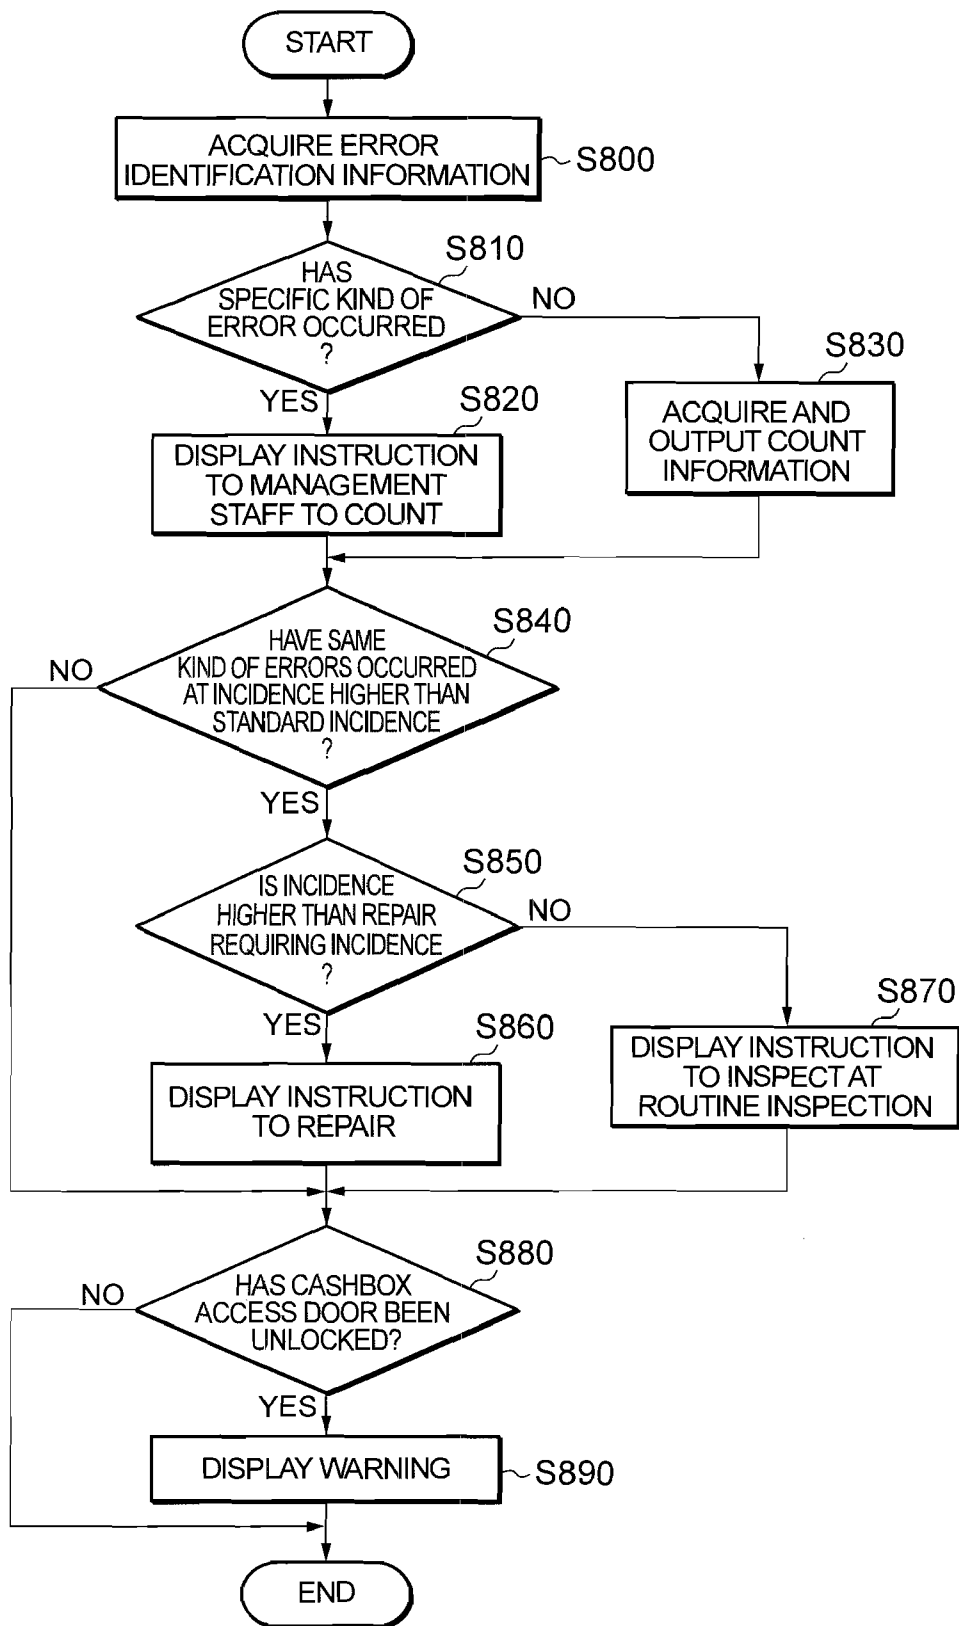 START
ACQUIRE ERROR
IDENTIFICATION INFORMATION
S800
S810
HAS
SPECIFIC KIND OF
ERROR OCCURRED
?
NO
YES
S820
S830
DISPLAY INSTRUCTION
TO MANAGEMENT
STAFF TO COUNT
ACQUIRE AND
OUTPUT COUNT
INFORMATION
S840
HAVE SAME
KIND OF ERRORS OCCURRED
AT INCIDENCE HIGHER THAN
STANDARD INCIDENCE
?
NO
YES
S850
IS INCIDENCE
HIGHER THAN REPAIR
REQUIRING INCIDENCE
?
NO
YES
S860
S870
DISPLAY INSTRUCTION
TO REPAIR
DISPLAY INSTRUCTION
TO INSPECT AT
ROUTINE INSPECTION
S880
HAS CASHBOX
ACCESS DOOR BEEN
UNLOCKED?
NO
YES
DISPLAY WARNING
S890
END